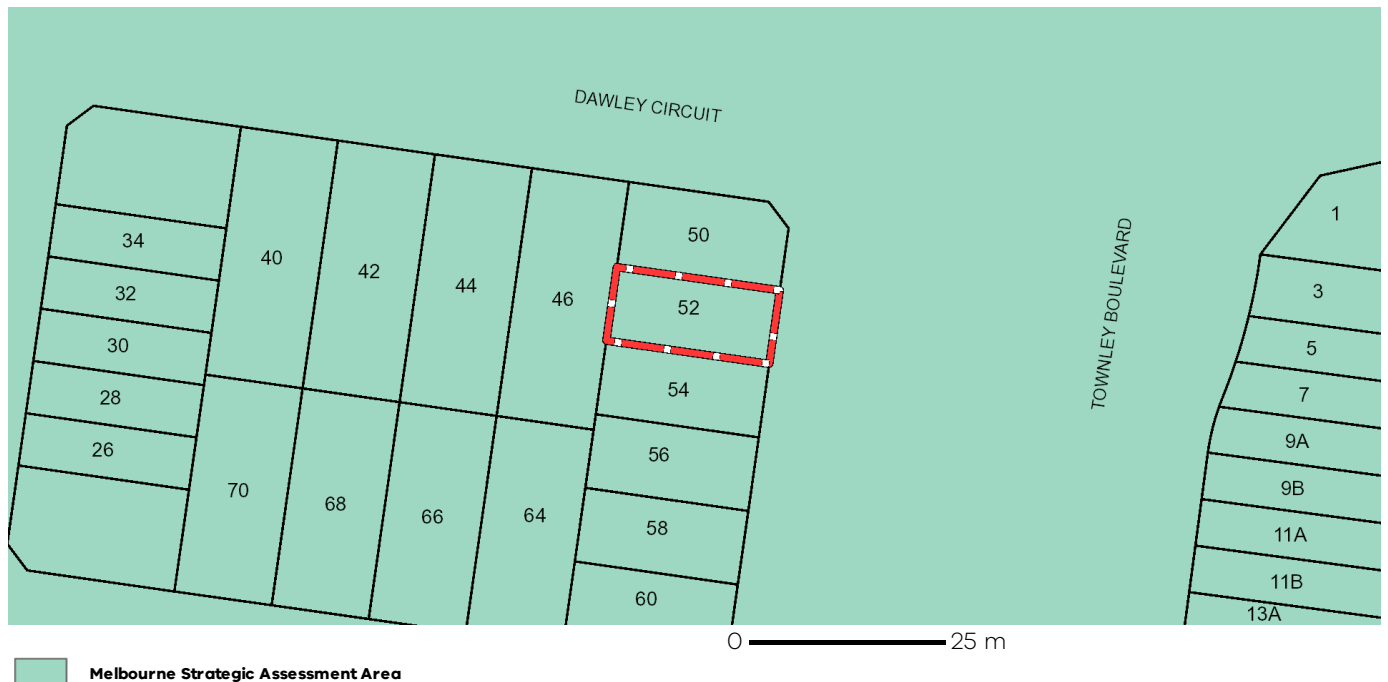 DAWLEY CIRCUIT
TOWNLEY BOULEVARD
50
52
54
56
58
60
34
32
30
28
26
40
42
44
46
70
68
66
64
1
3
5
7
9A
9B
11A
11B
13A
0 25 m
Melbourne Strategic Assessment Area